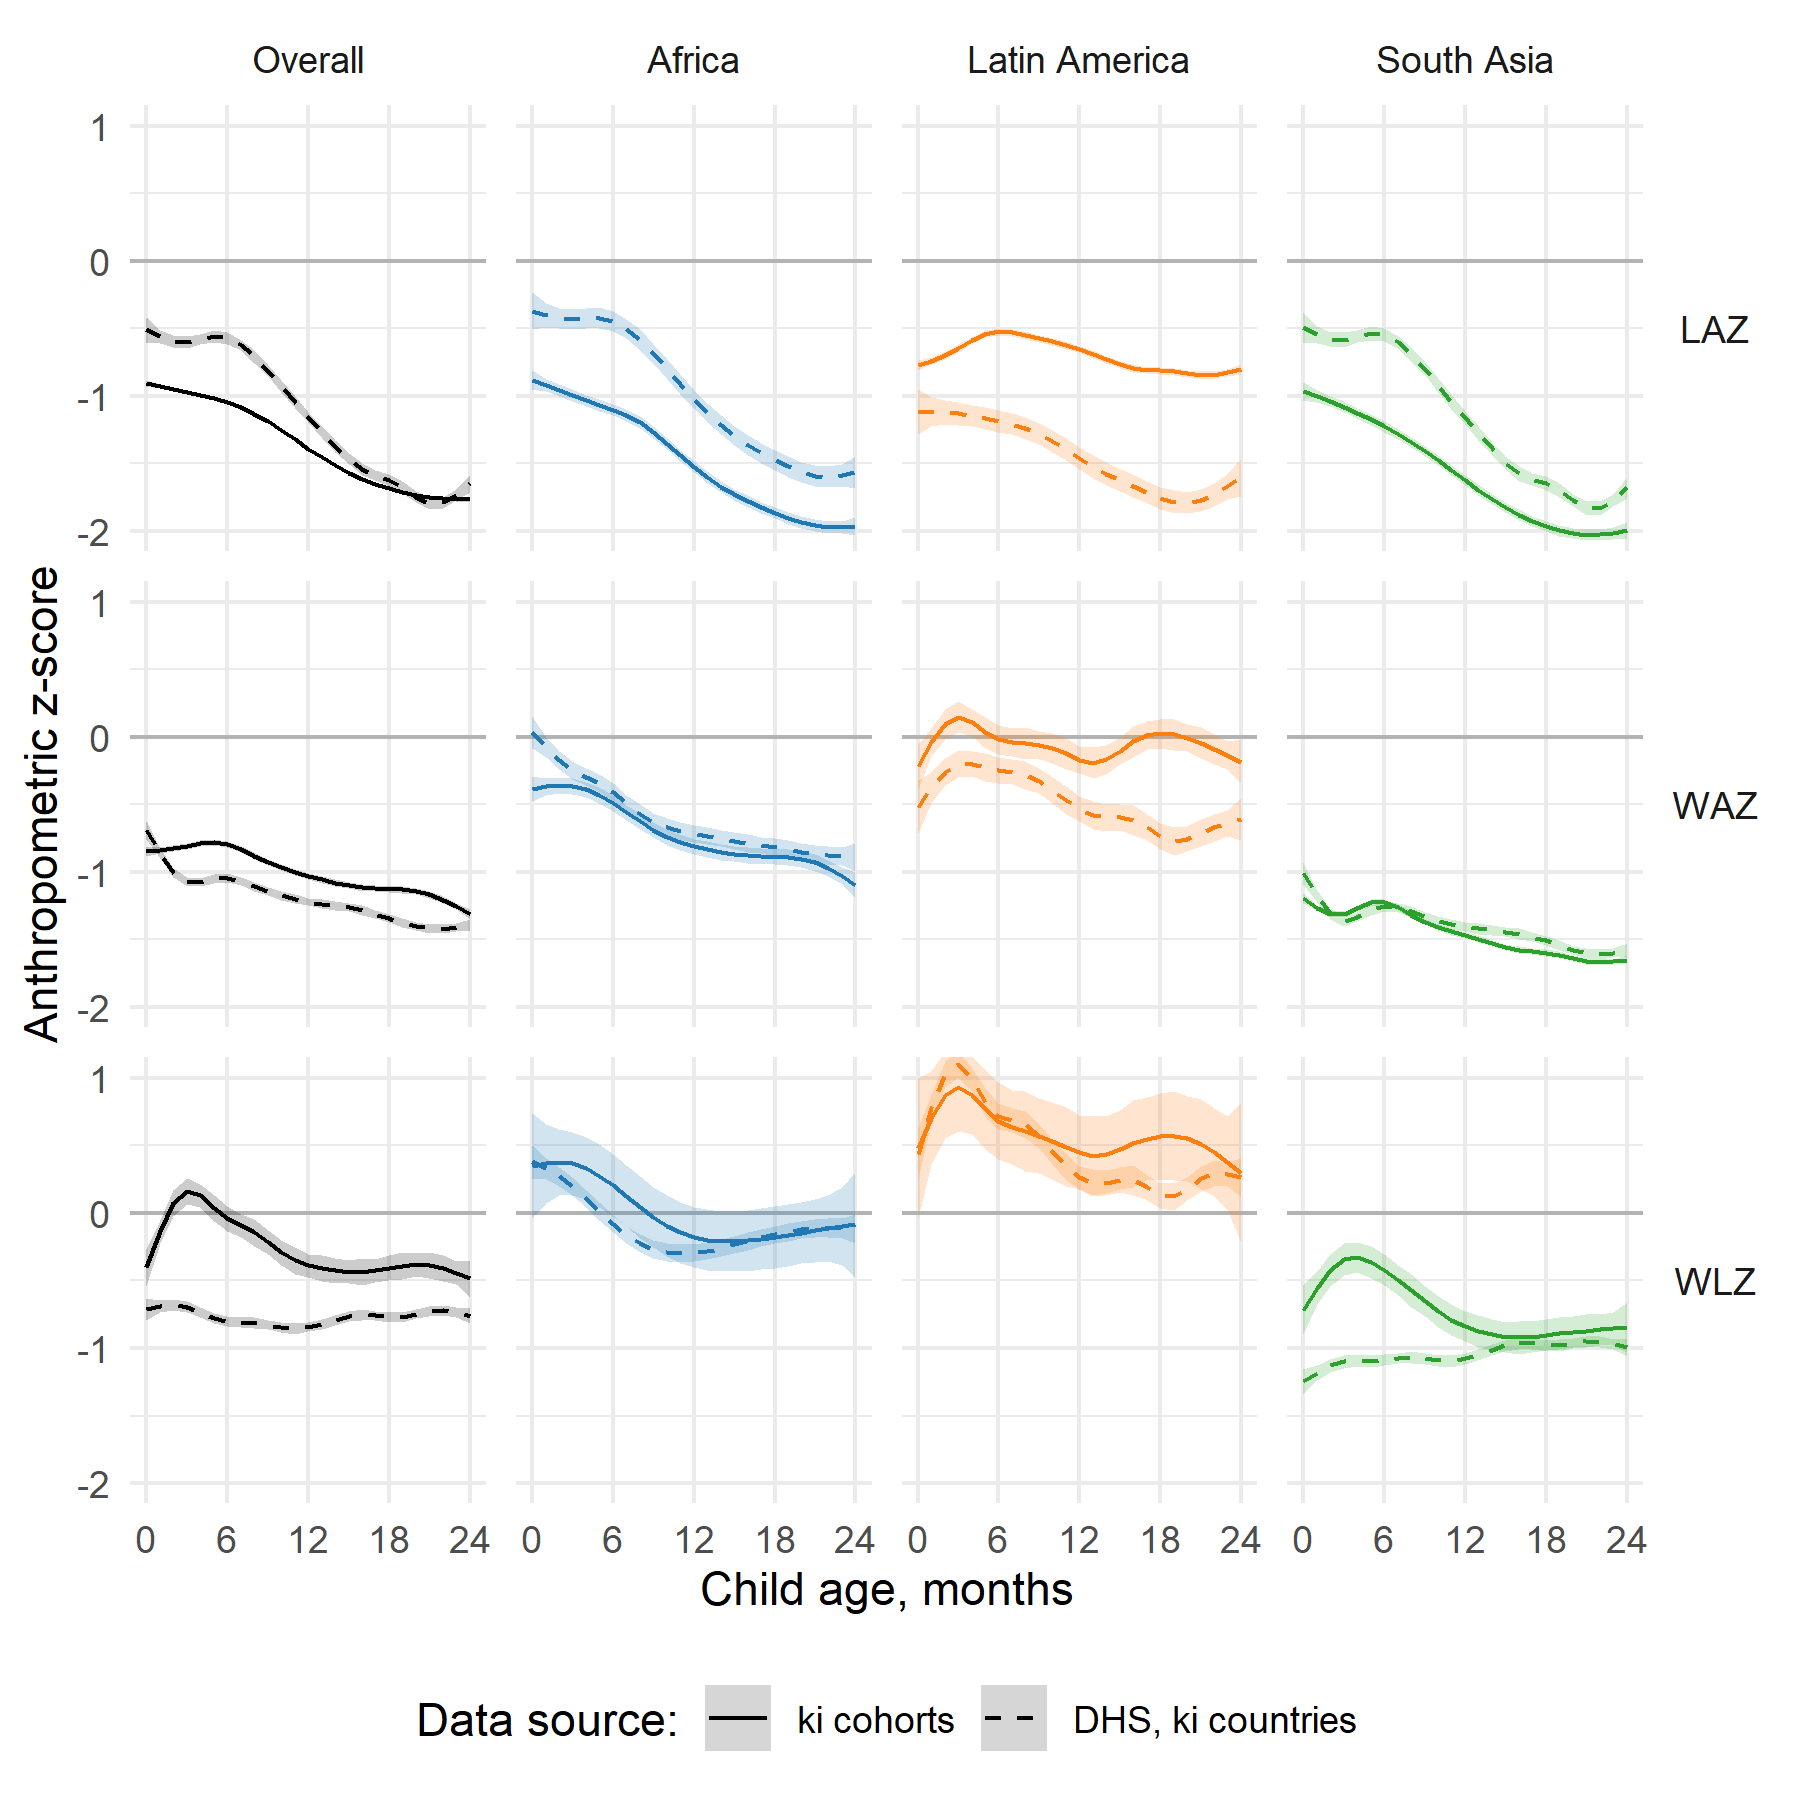 Overall Africa Latin America South Asia
1
0
-1
-2
LAZ
1
0
-1
-2
WAZ
1
0
-1
-2
WLZ
Anthropometric z-score
0 6 12 18 24 0 6 12 18 24 0 6 12 18 24 0 6 12 18 24
Child age, months
Data source: ki cohorts DHS, ki countries